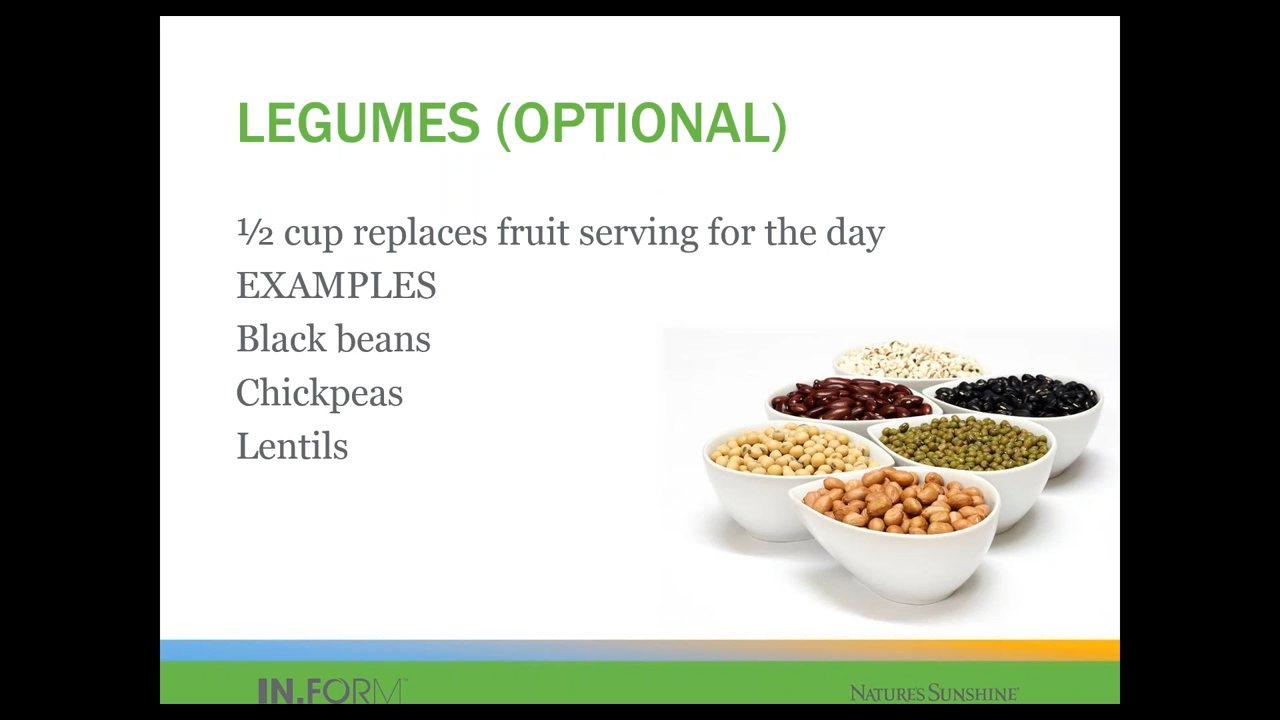 LEGUMES (OPTIONAL)
½ cup replaces fruit serving for the day
EXAMPLES
Black beans
Chickpeas
Lentils
IN.FORM™
NATURE'S SUNSHINE®